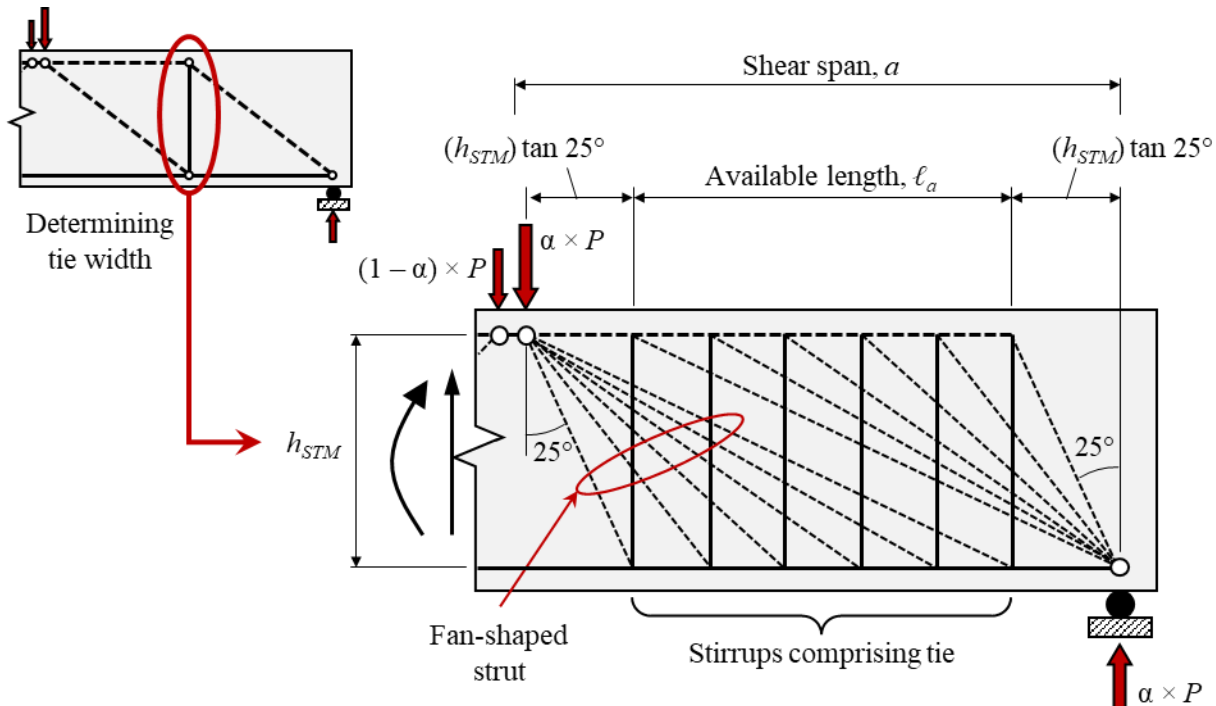 Shear span, a
(h_STM) tan 25°
(h_STM) tan 25°
Available length, ℓ_a
Determining
tie width
α × P
(1 – α) × P
h_STM
25°
25°
Fan-shaped
strut
Stirrups comprising tie
α × P